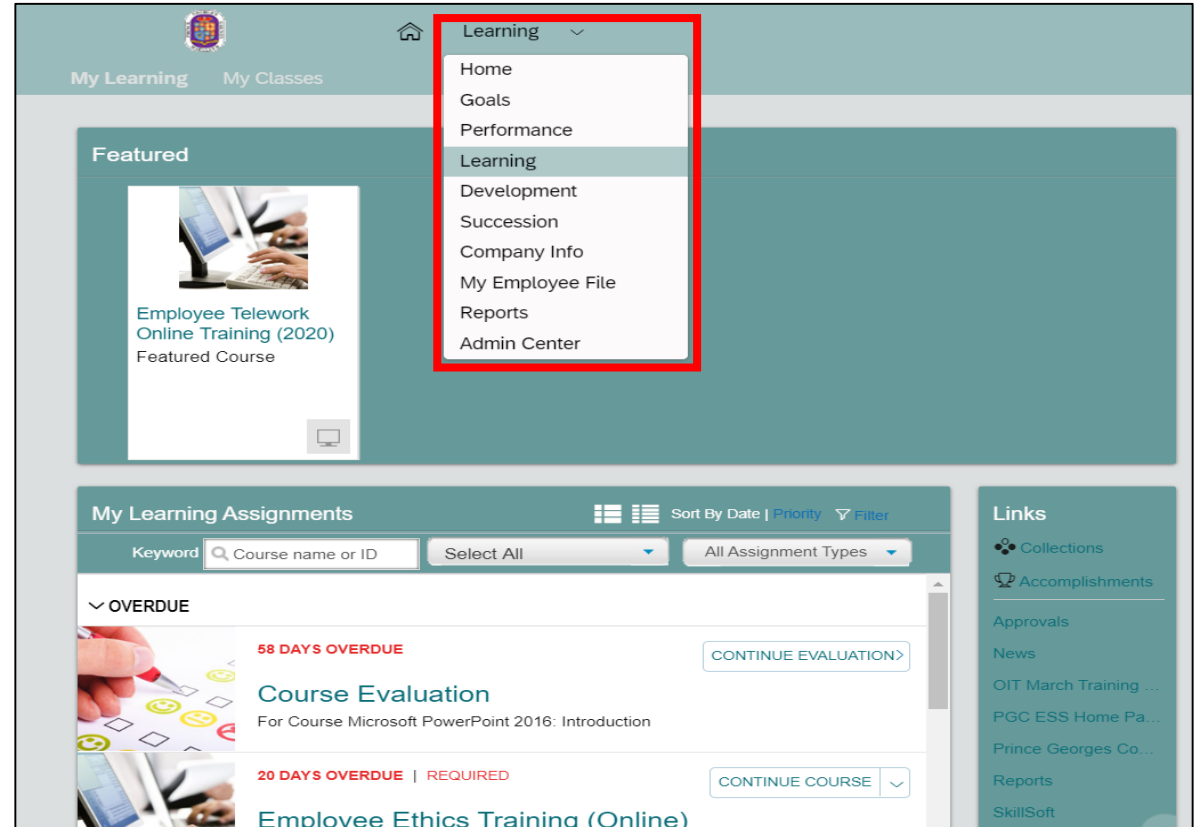 Learning
My Learning My Classes
Home
Goals
Performance
Learning
Development
Succession
Company Info
My Employee File
Reports
Admin Center
Featured
Employee Telework
Online Training (2020)
Featured Course
My Learning Assignments
Sort By Date | Priority Filter
Keyword Course name or ID Select All All Assignment Types
OVERDUE
58 DAYS OVERDUE
CONTINUE EVALUATION
Course Evaluation
For Course Microsoft PowerPoint 2016: Introduction
20 DAYS OVERDUE | REQUIRED
CONTINUE COURSE
Employee Ethics Training (Online)
Links
Collections
Accomplishments
Approvals
News
OIT March Training ...
PGC ESS Home Pa...
Prince Georges Co...
Reports
SkillSoft